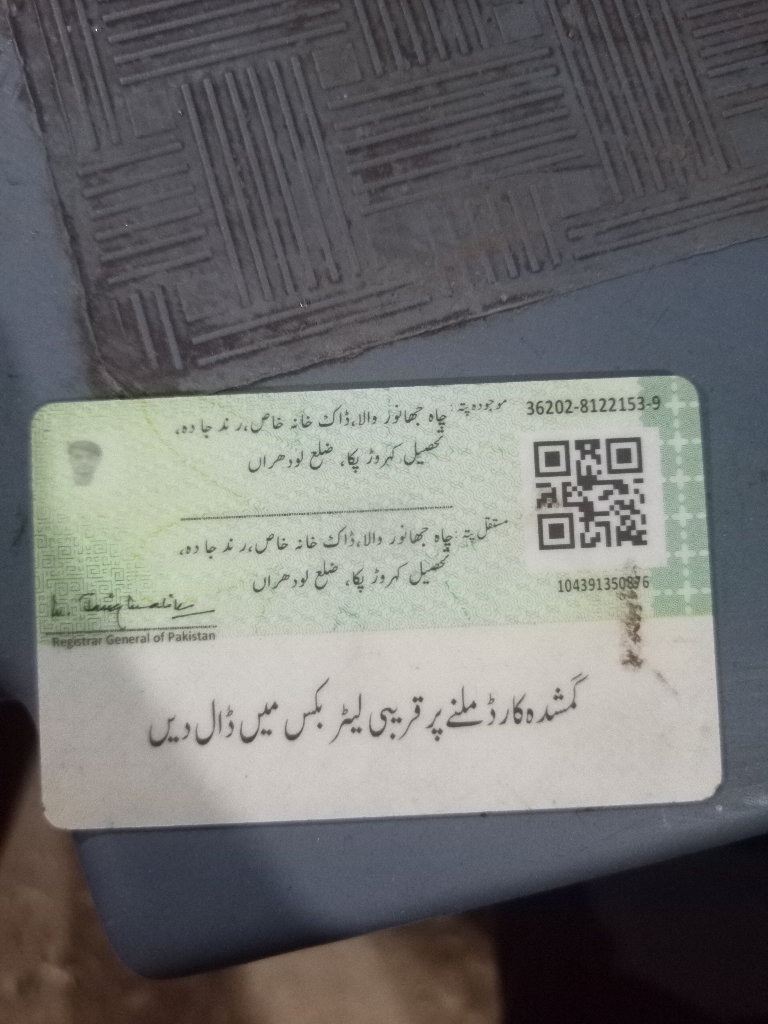 36202-8122153-9
موجودہ پتہ: چاہ جھانور والا، ڈاک خانہ خاص، رند جادہ،
تحصیل کہروڑ پکا، ضلع لودھراں
مستقل پتہ: چاہ جھانور والا، ڈاک خانہ خاص، رند جادہ،
تحصیل کہروڑ پکا، ضلع لودھراں
104391350876
Registrar General of Pakistan
گمشدہ کارڈ ملنے پر قریبی لیٹر بکس میں ڈال دیں